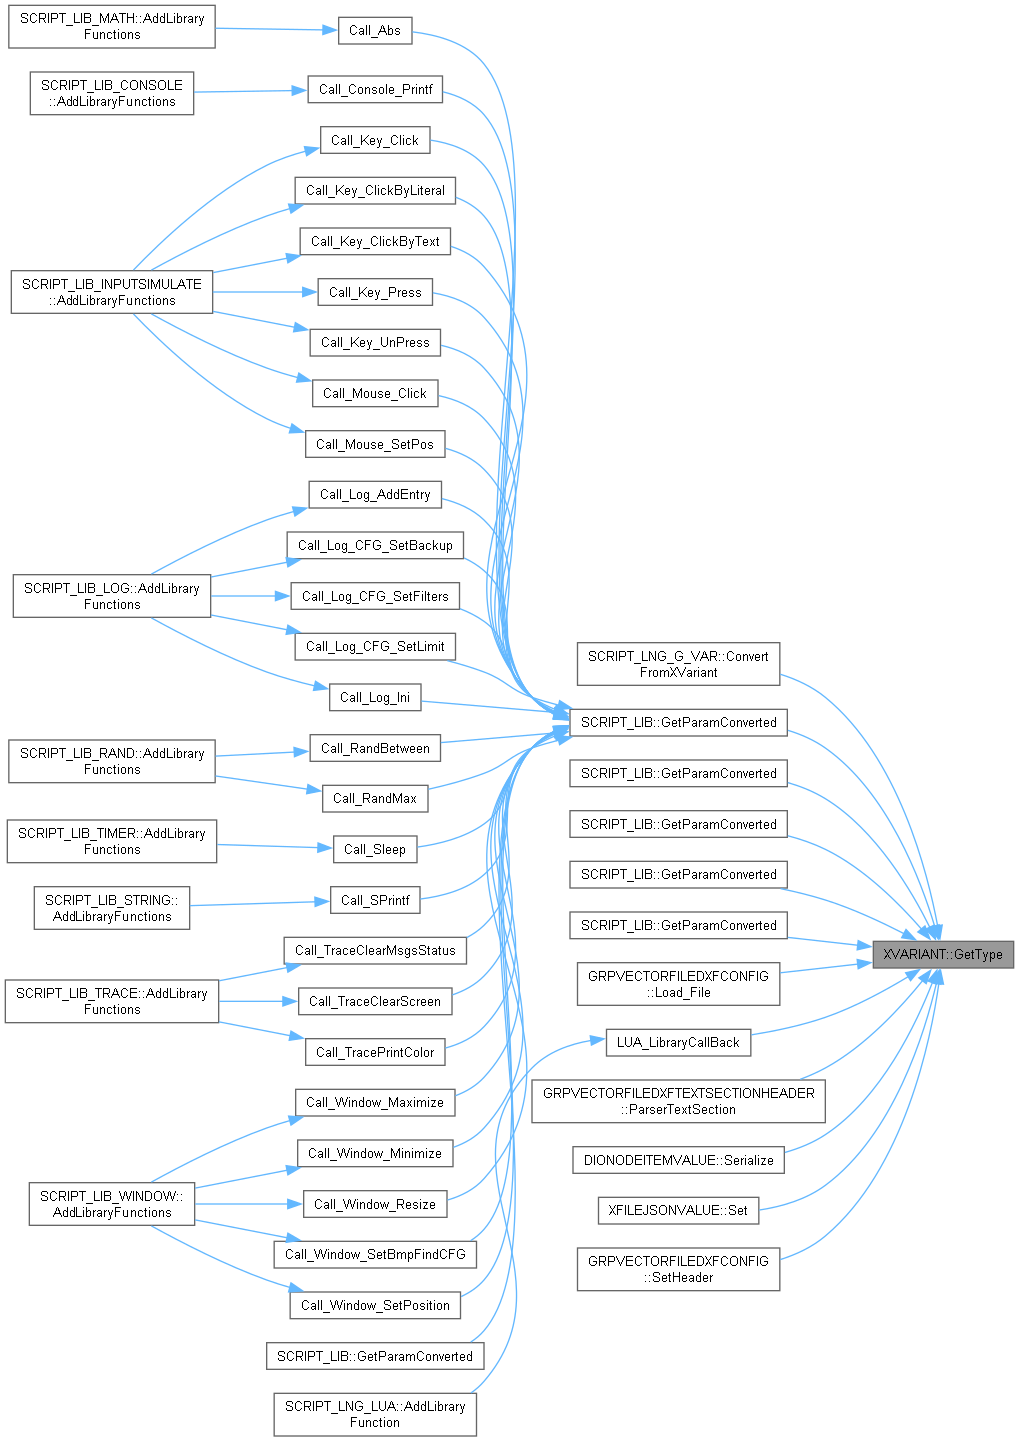 SCRIPT_LIB_MATH::AddLibrary
Functions
SCRIPT_LIB_CONSOLE
::AddLibraryFunctions
SCRIPT_LIB_INPUTSIMULATE
::AddLibraryFunctions
SCRIPT_LIB_LOG::AddLibrary
Functions
SCRIPT_LIB_RAND::AddLibrary
Functions
SCRIPT_LIB_TIMER::AddLibrary
Functions
SCRIPT_LIB_STRING::
AddLibraryFunctions
SCRIPT_LIB_TRACE::AddLibrary
Functions
SCRIPT_LIB_WINDOW::
AddLibraryFunctions
Call_Abs
Call_Console_Printf
Call_Key_Click
Call_Key_ClickByLiteral
Call_Key_ClickByText
Call_Key_Press
Call_Key_UnPress
Call_Mouse_Click
Call_Mouse_SetPos
Call_Log_AddEntry
Call_Log_CFG_SetBackup
Call_Log_CFG_SetFilters
Call_Log_CFG_SetLimit
Call_Log_Ini
Call_RandBetween
Call_RandMax
Call_Sleep
Call_SPrintf
Call_TraceClearMsgsStatus
Call_TraceClearScreen
Call_TracePrintColor
Call_Window_Maximize
Call_Window_Minimize
Call_Window_Resize
Call_Window_SetBmpFindCFG
Call_Window_SetPosition
SCRIPT_LIB::GetParamConverted
SCRIPT_LNG_LUA::AddLibrary
Function
SCRIPT_LNG_G_VAR::Convert
FromXVariant
SCRIPT_LIB::GetParamConverted
SCRIPT_LIB::GetParamConverted
SCRIPT_LIB::GetParamConverted
SCRIPT_LIB::GetParamConverted
SCRIPT_LIB::GetParamConverted
GRPVECTORFILEDXFCONFIG
::Load_File
LUA_LibraryCallBack
GRPVECTORFILEDXFTEXTSECTIONHEADER
::ParserTextSection
DIONODEITEMVALUE::Serialize
XFILEJSONVALUE::Set
GRPVECTORFILEDXFCONFIG
::SetHeader
XVARIANT::GetType